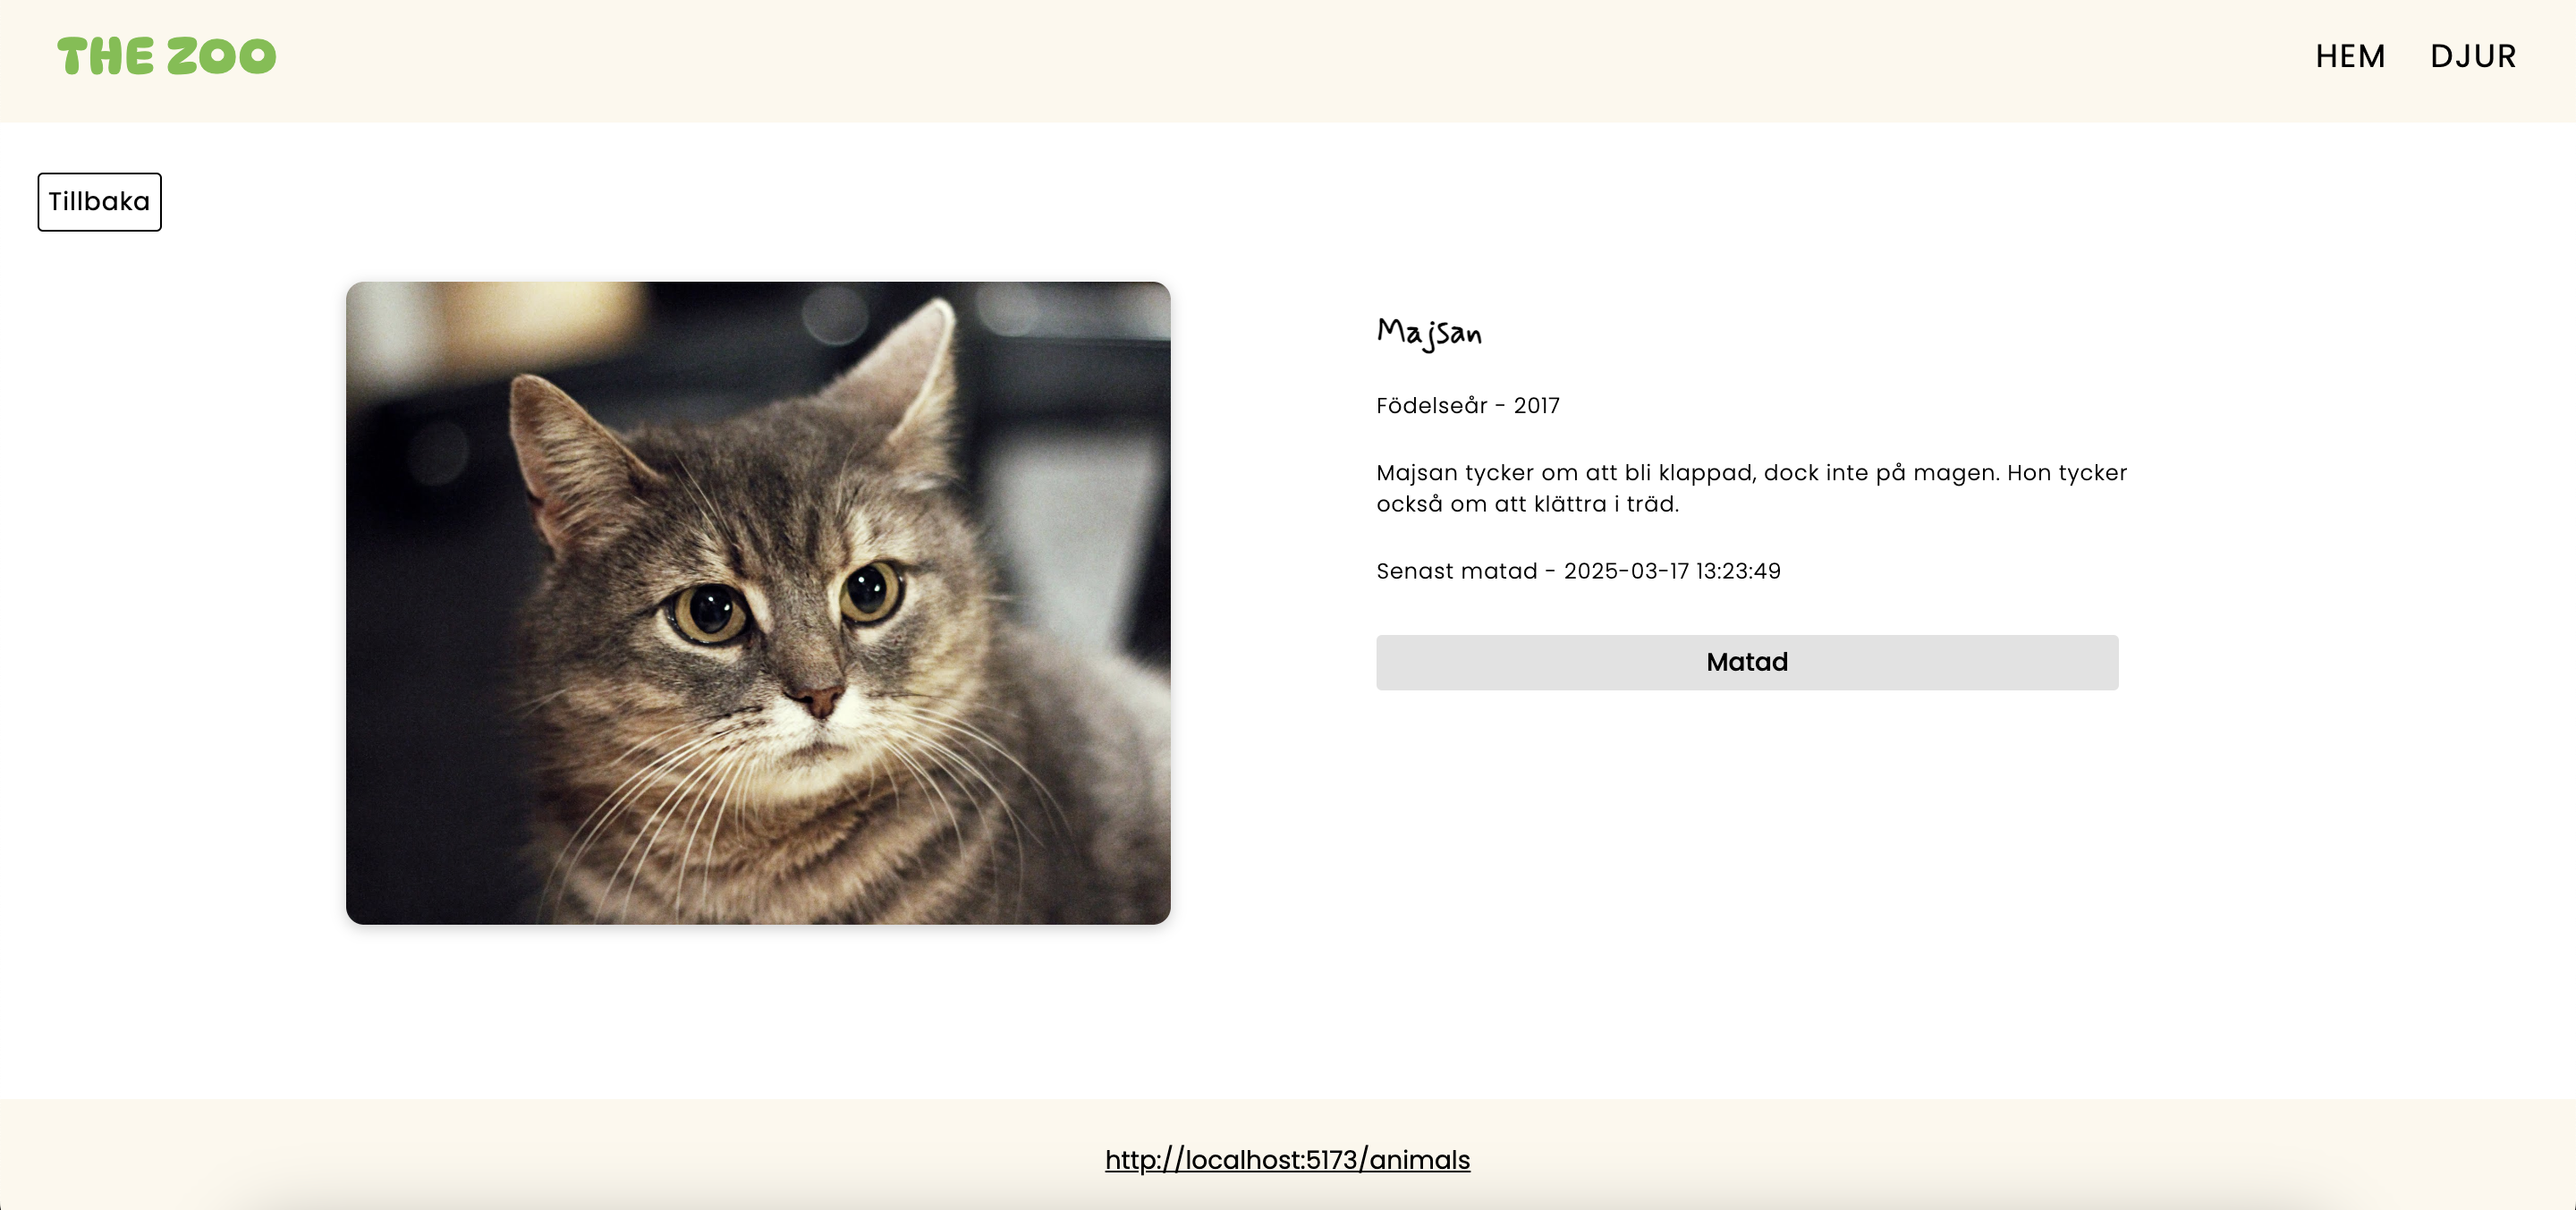 THE ZOO
HEM DJUR
Tillbaka
Majsan
Födelseår - 2017
Majsan tycker om att bli klappad, dock inte på magen. Hon tycker
också om att klättra i träd.
Senast matad - 2025-03-17 13:23:49
Matad
http://localhost:5173/animals